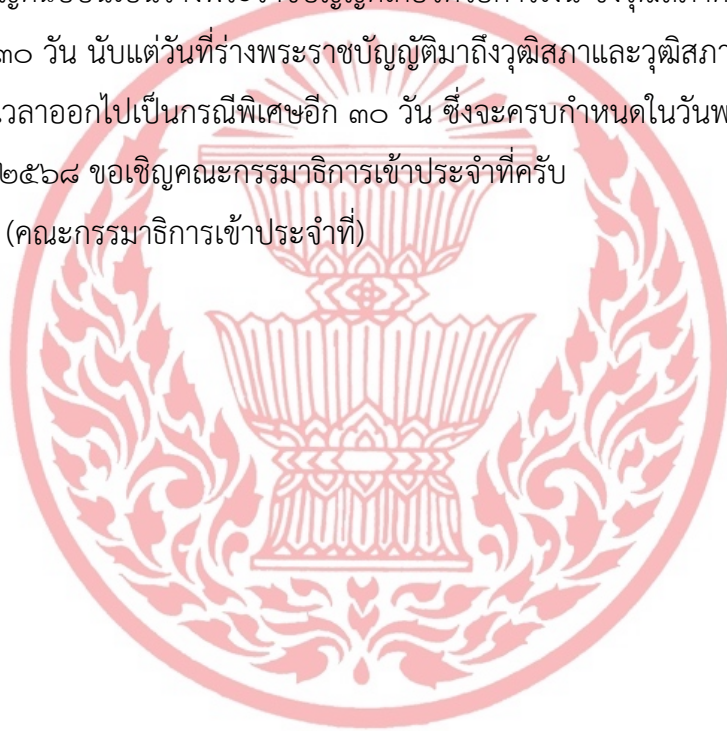 ๓๐ วัน นับแต่วันที่ร่างพระราชบัญญัติมาถึงวุฒิสภาและวุฒิสภา
เวลาออกไปเป็นกรณีพิเศษอีก ๓๐ วัน ซึ่งจะครบกำหนดในวันพ
๒๕๖๘ ขอเชิญคณะกรรมาธิการเข้าประจำที่ครับ
(คณะกรรมาธิการเข้าประจำที่)